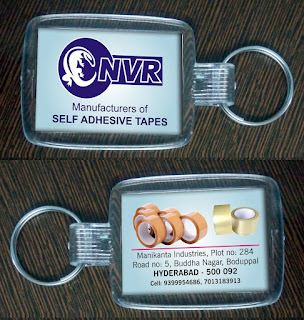 NVR
Manufacturers of
SELF ADHESIVE TAPES
Manikanta Industries, Plot no: 284
Road no: 5, Buddha Nagar, Boduppal
HYDERABAD - 500 092
Cell: 9399954686, 7013183913